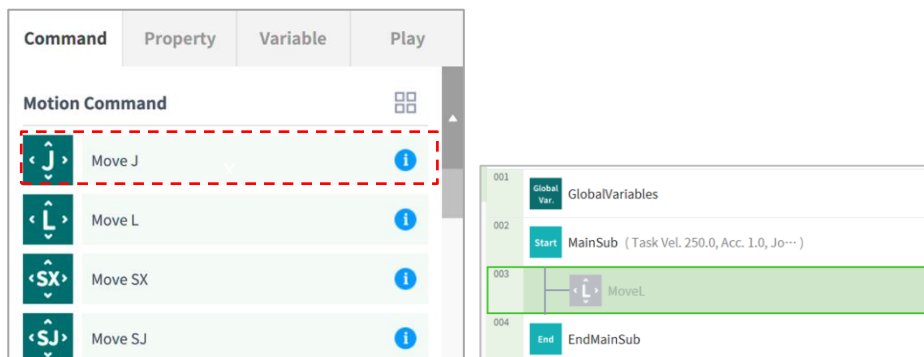 Command Property Variable Play
Motion Command
J Move J i
L Move L i
SX Move SX i
SJ Move SJ i
001
Global Var. GlobalVariables
002
Start MainSub ( Task Vel. 250.0, Acc. 1.0, Jo··· )
003
L MoveL
004
End EndMainSub